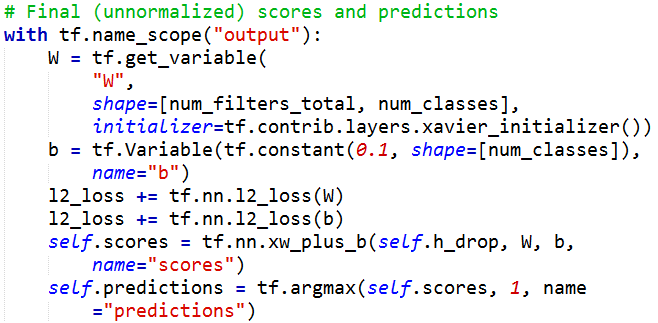 # Final (unnormalized) scores and predictions
with tf.name_scope("output"):
    W = tf.get_variable(
        "W",
        shape=[num_filters_total, num_classes],
        initializer=tf.contrib.layers.xavier_initializer())
    b = tf.Variable(tf.constant(0.1, shape=[num_classes]),
        name="b")
    l2_loss += tf.nn.l2_loss(W)
    l2_loss += tf.nn.l2_loss(b)
    self.scores = tf.nn.xw_plus_b(self.h_drop, W, b,
        name="scores")
    self.predictions = tf.argmax(self.scores, 1, name
        ="predictions")